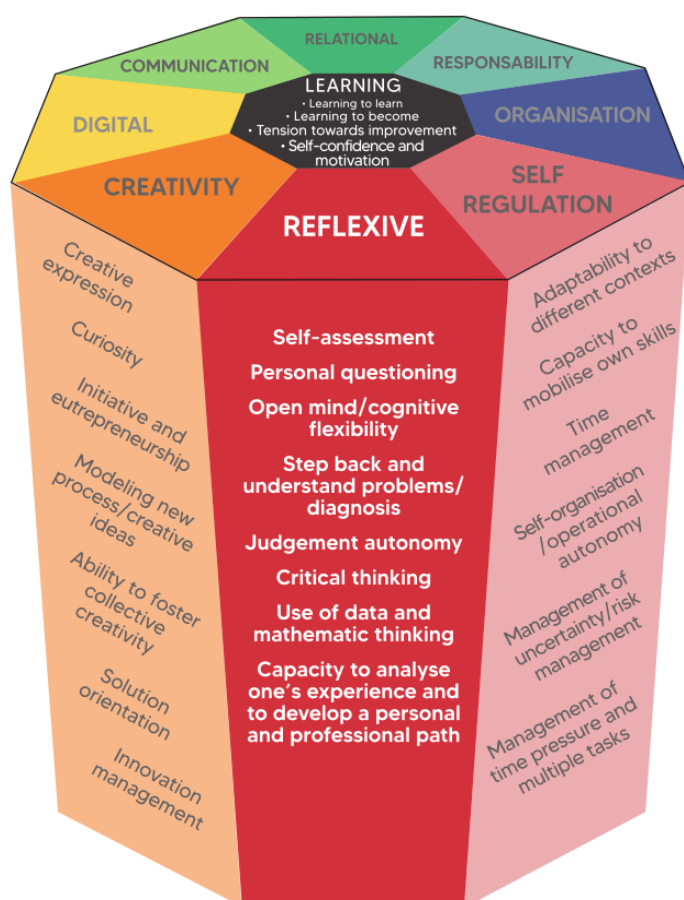 RELATIONAL
COMMUNICATION
RESPONSABILITY
LEARNING
• Learning to learn
• Learning to become
• Tension towards improvement
• Self-confidence and
motivation
DIGITAL
ORGANISATION
CREATIVITY
SELF
REGULATION
REFLEXIVE
Creative
expression
Curiosity
Initiative and
eutrepreneurship
Modeling new
process/creative
ideas
Ability to foster
collective
creativity
Solution
orientation
Innovation
management
Self-assessment
Personal questioning
Open mind/cognitive
flexibility
Step back and
understand problems/
diagnosis
Judgement autonomy
Critical thinking
Use of data and
mathematic thinking
Capacity to analyse
one's experience and
to develop a personal
and professional path
Adaptability to
different contexts
Capacity to
mobilise own skills
Time
management
Self-organisation
/operational
autonomy
Management of
uncertainty/risk
management
Management of
time pressure and
multiple tasks